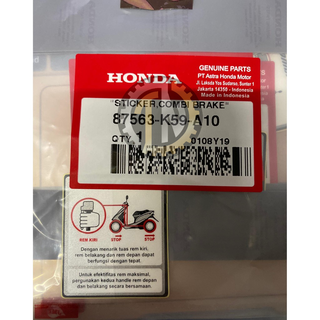 GENUINE PARTS
PT Astra Honda Motor
Jl. Laksda Yos Sudarso, Sunter 1
Jakarta 14350 - Indonesia
Made in Indonesia
HONDA
"STICKER,COMBI BRAKE"
87563-K59-A10
QTY
0108Y19
REM KIRI
STOP
STOP
Dengan menarik tuas rem kiri,
rem belakang dan rem depan dapat
berfungsi dengan tepat.
Untuk efektifitas rem maksimal,
pergunakan kedua handle rem depan
dan belakang secara bersamaan.